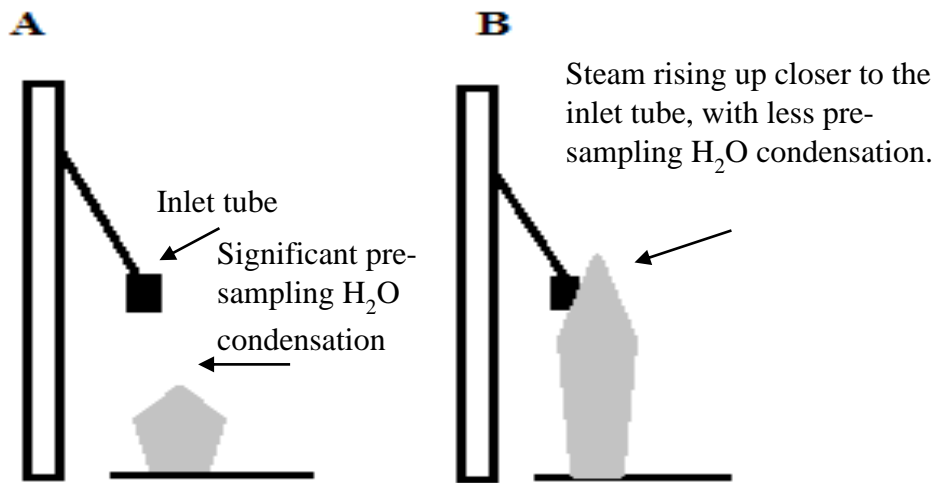 A
Inlet tube
Significant pre-
sampling H₂O
condensation
B
Steam rising up closer to the
inlet tube, with less pre-
sampling H₂O condensation.